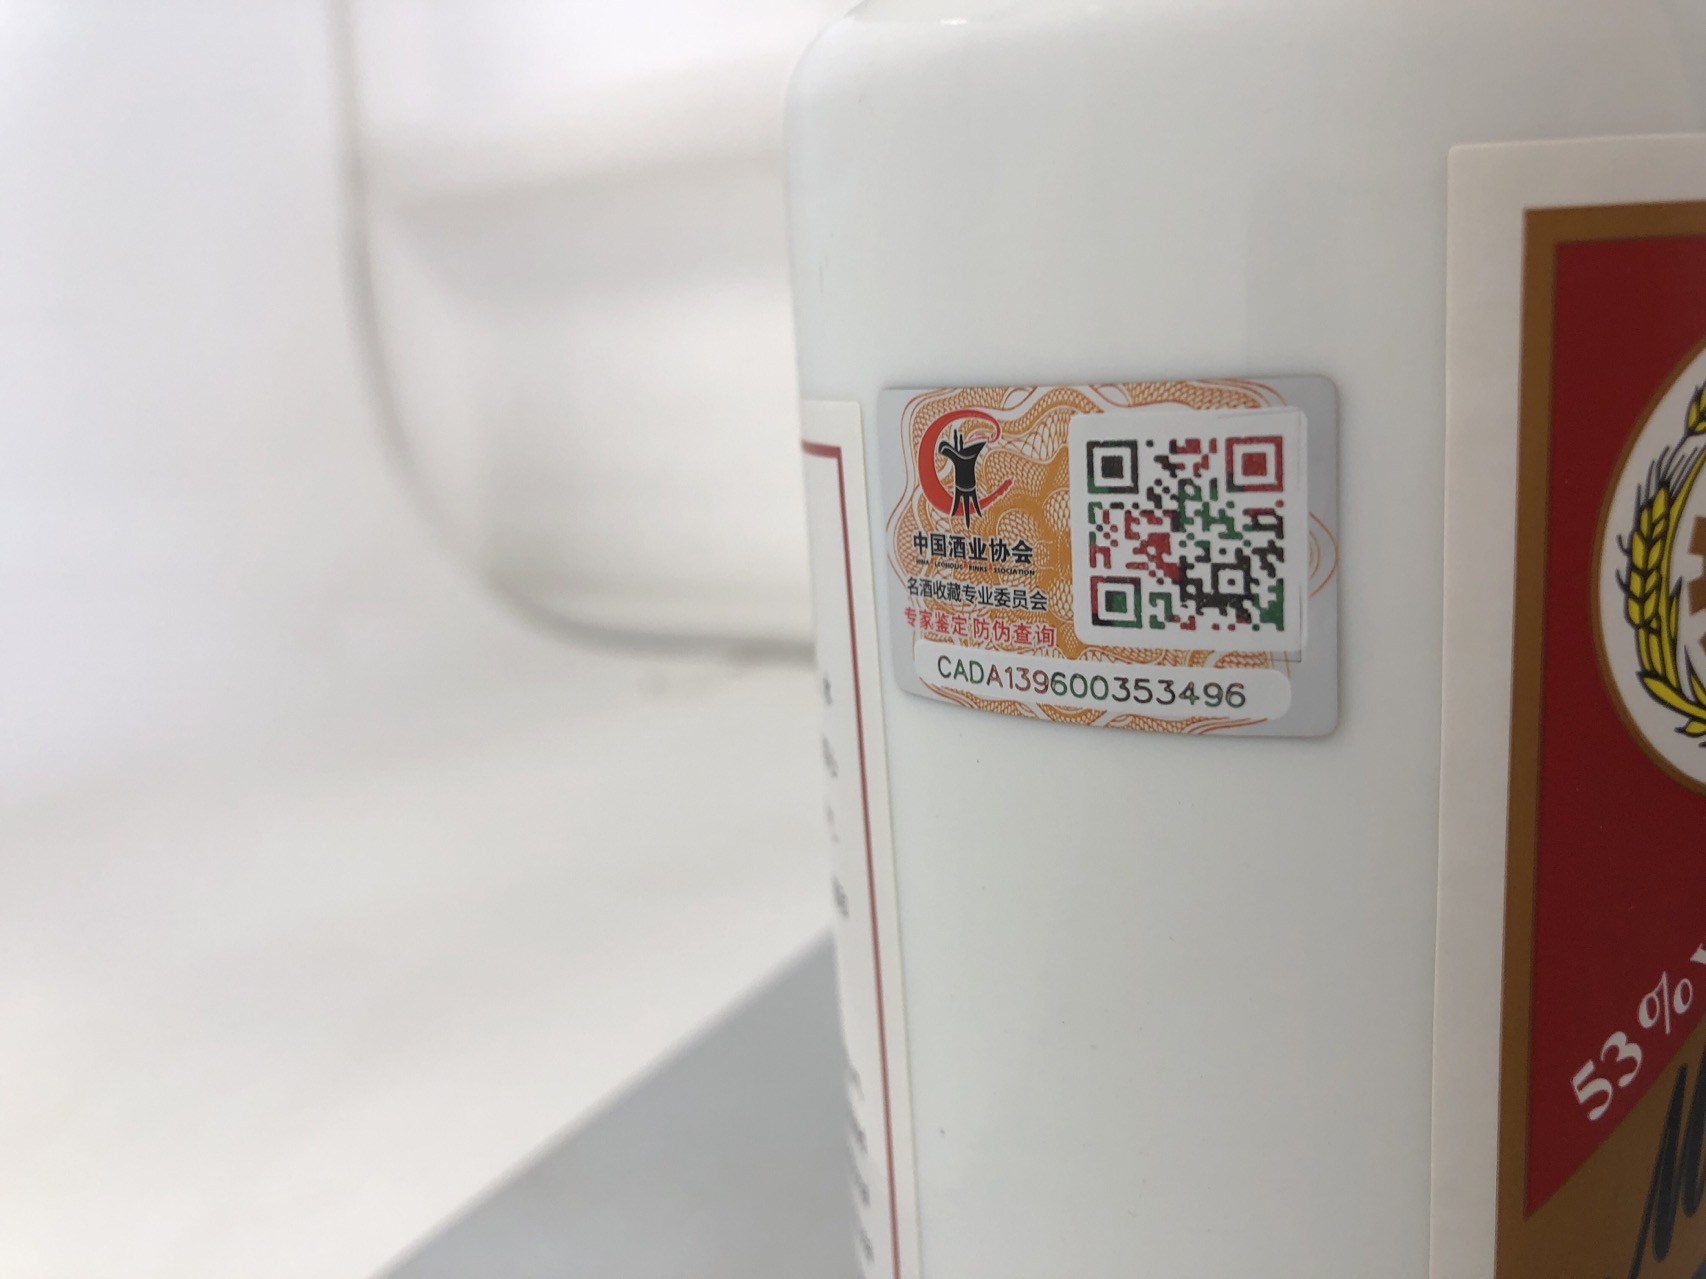 中国酒业协会
名酒收藏专业委员会
专家鉴定 防伪查询
CADA139600353496
53%